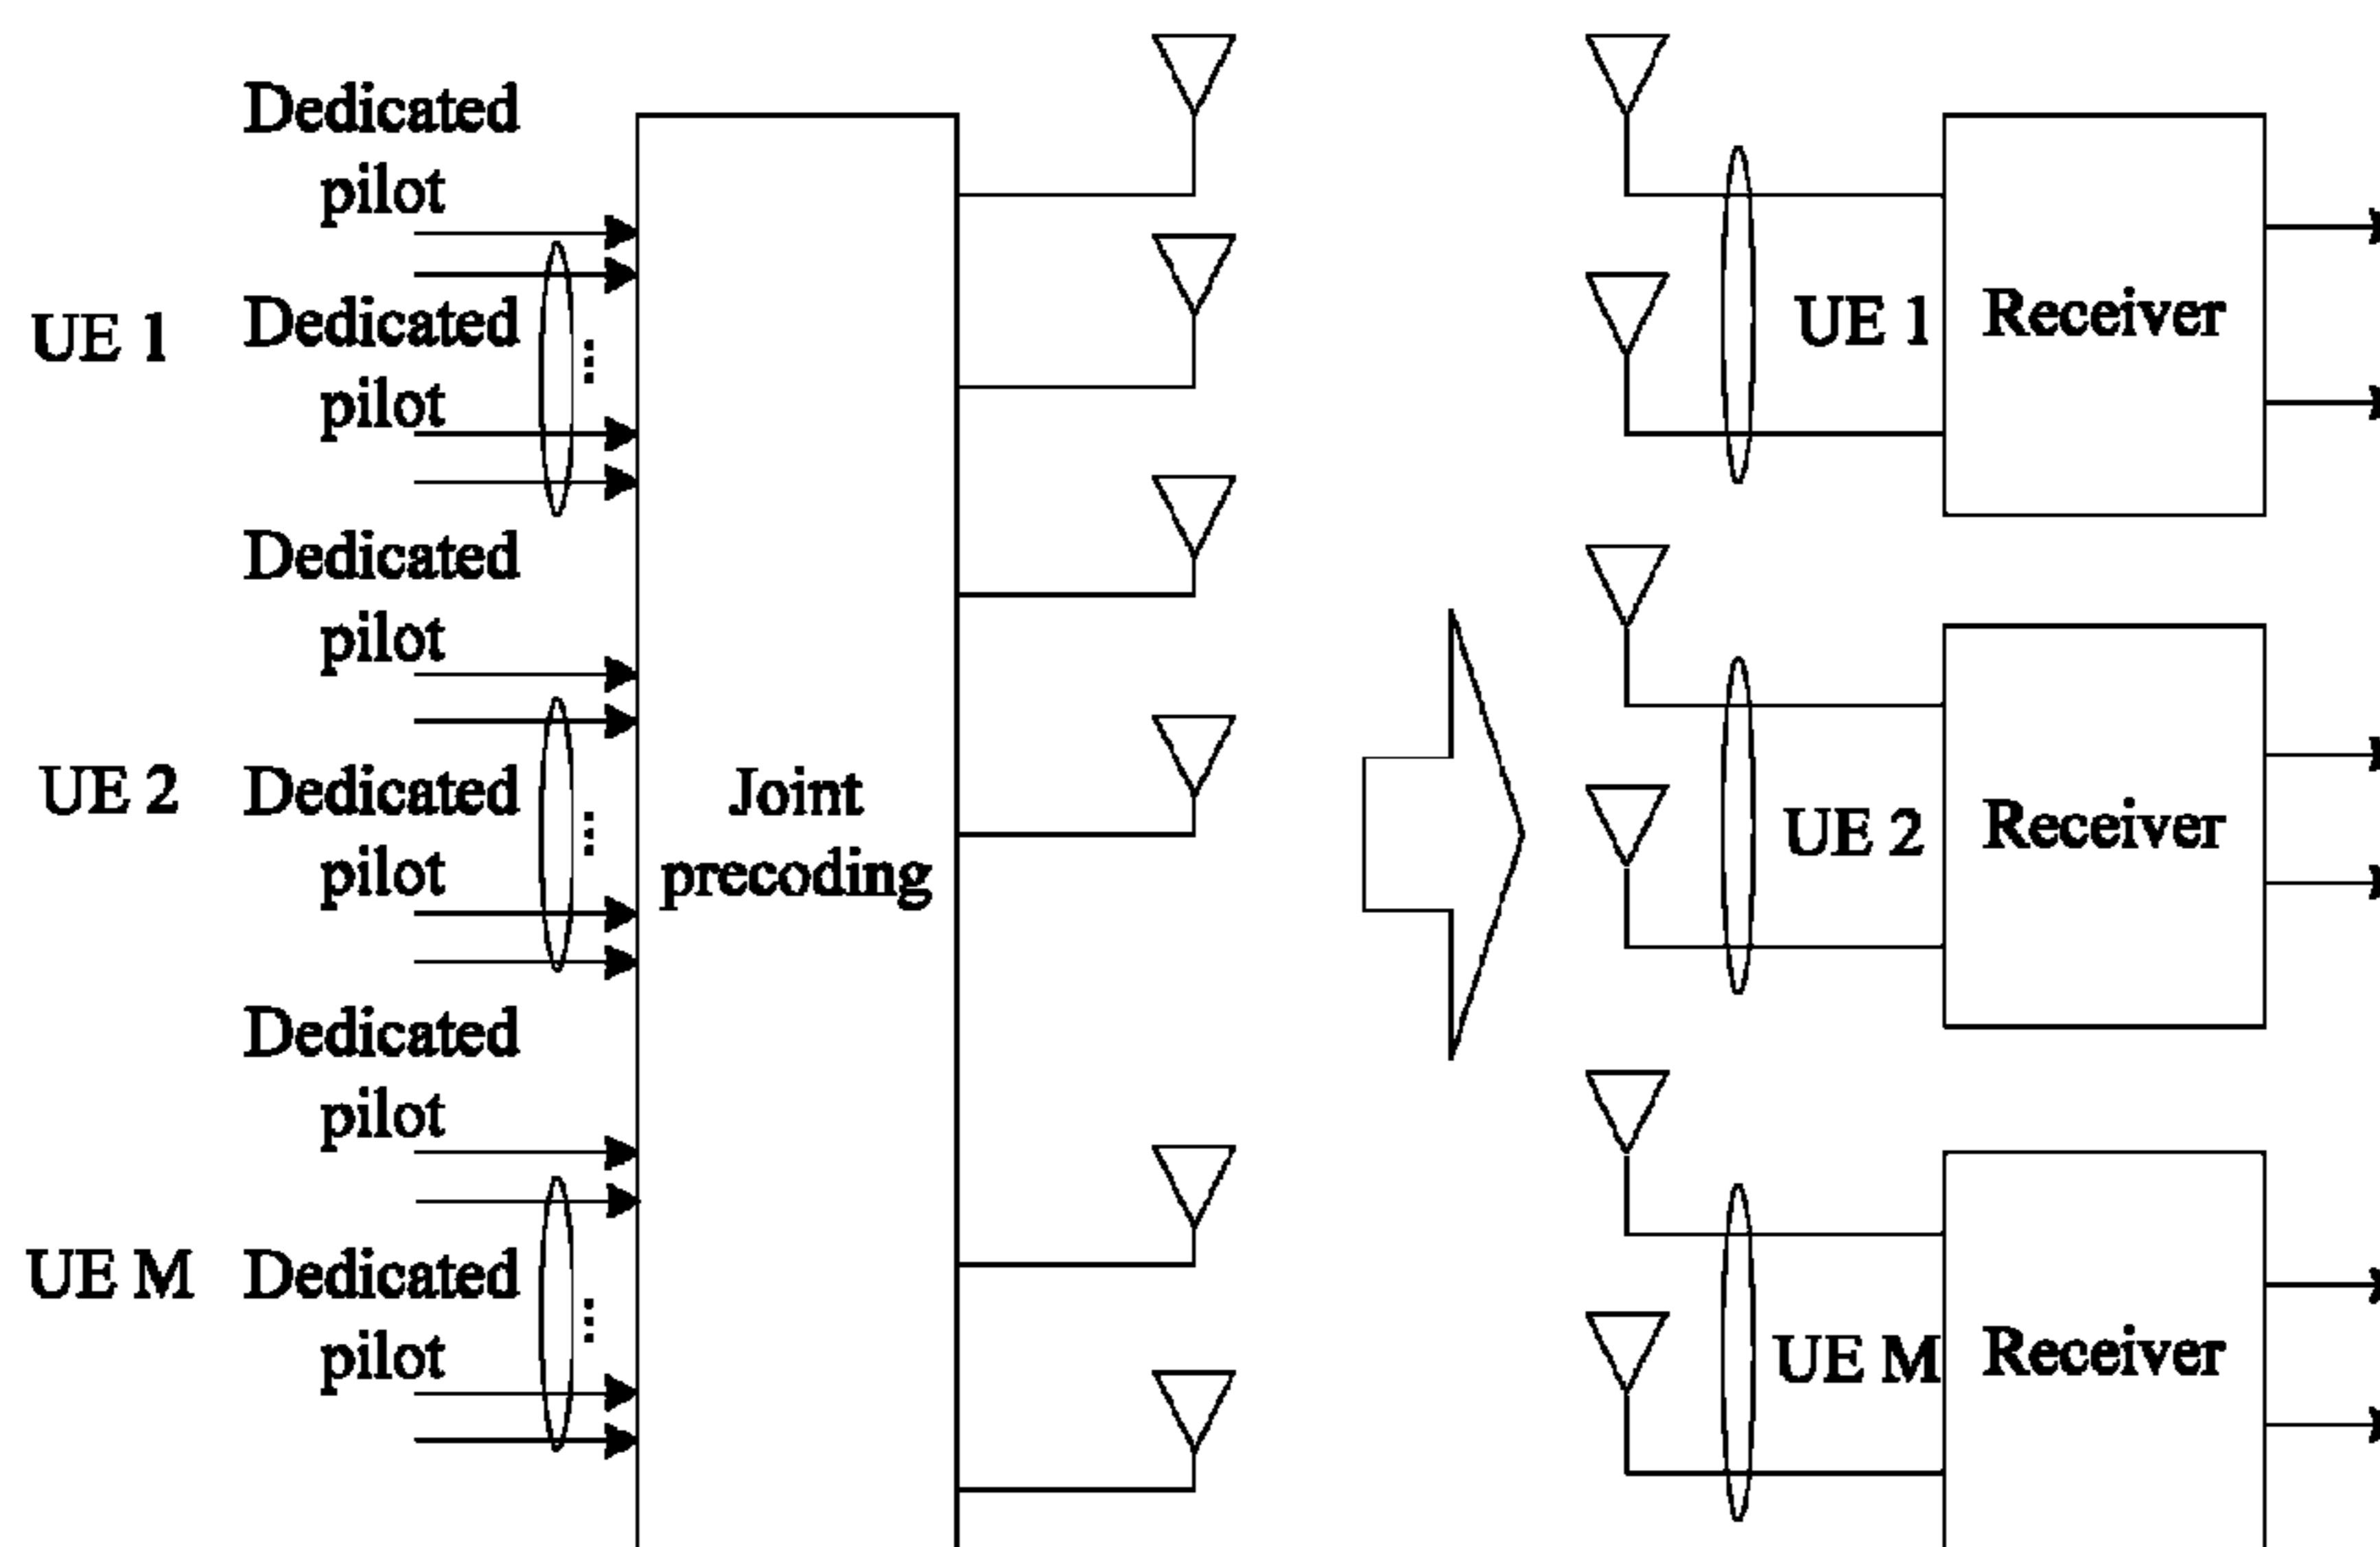 Dedicated
pilot
UE 1
Dedicated
pilot
Dedicated
pilot
UE 2
Dedicated
pilot
Dedicated
pilot
UE M
Dedicated
pilot
Joint
precoding
UE 1
Receiver
UE 2
Receiver
UE M
Receiver